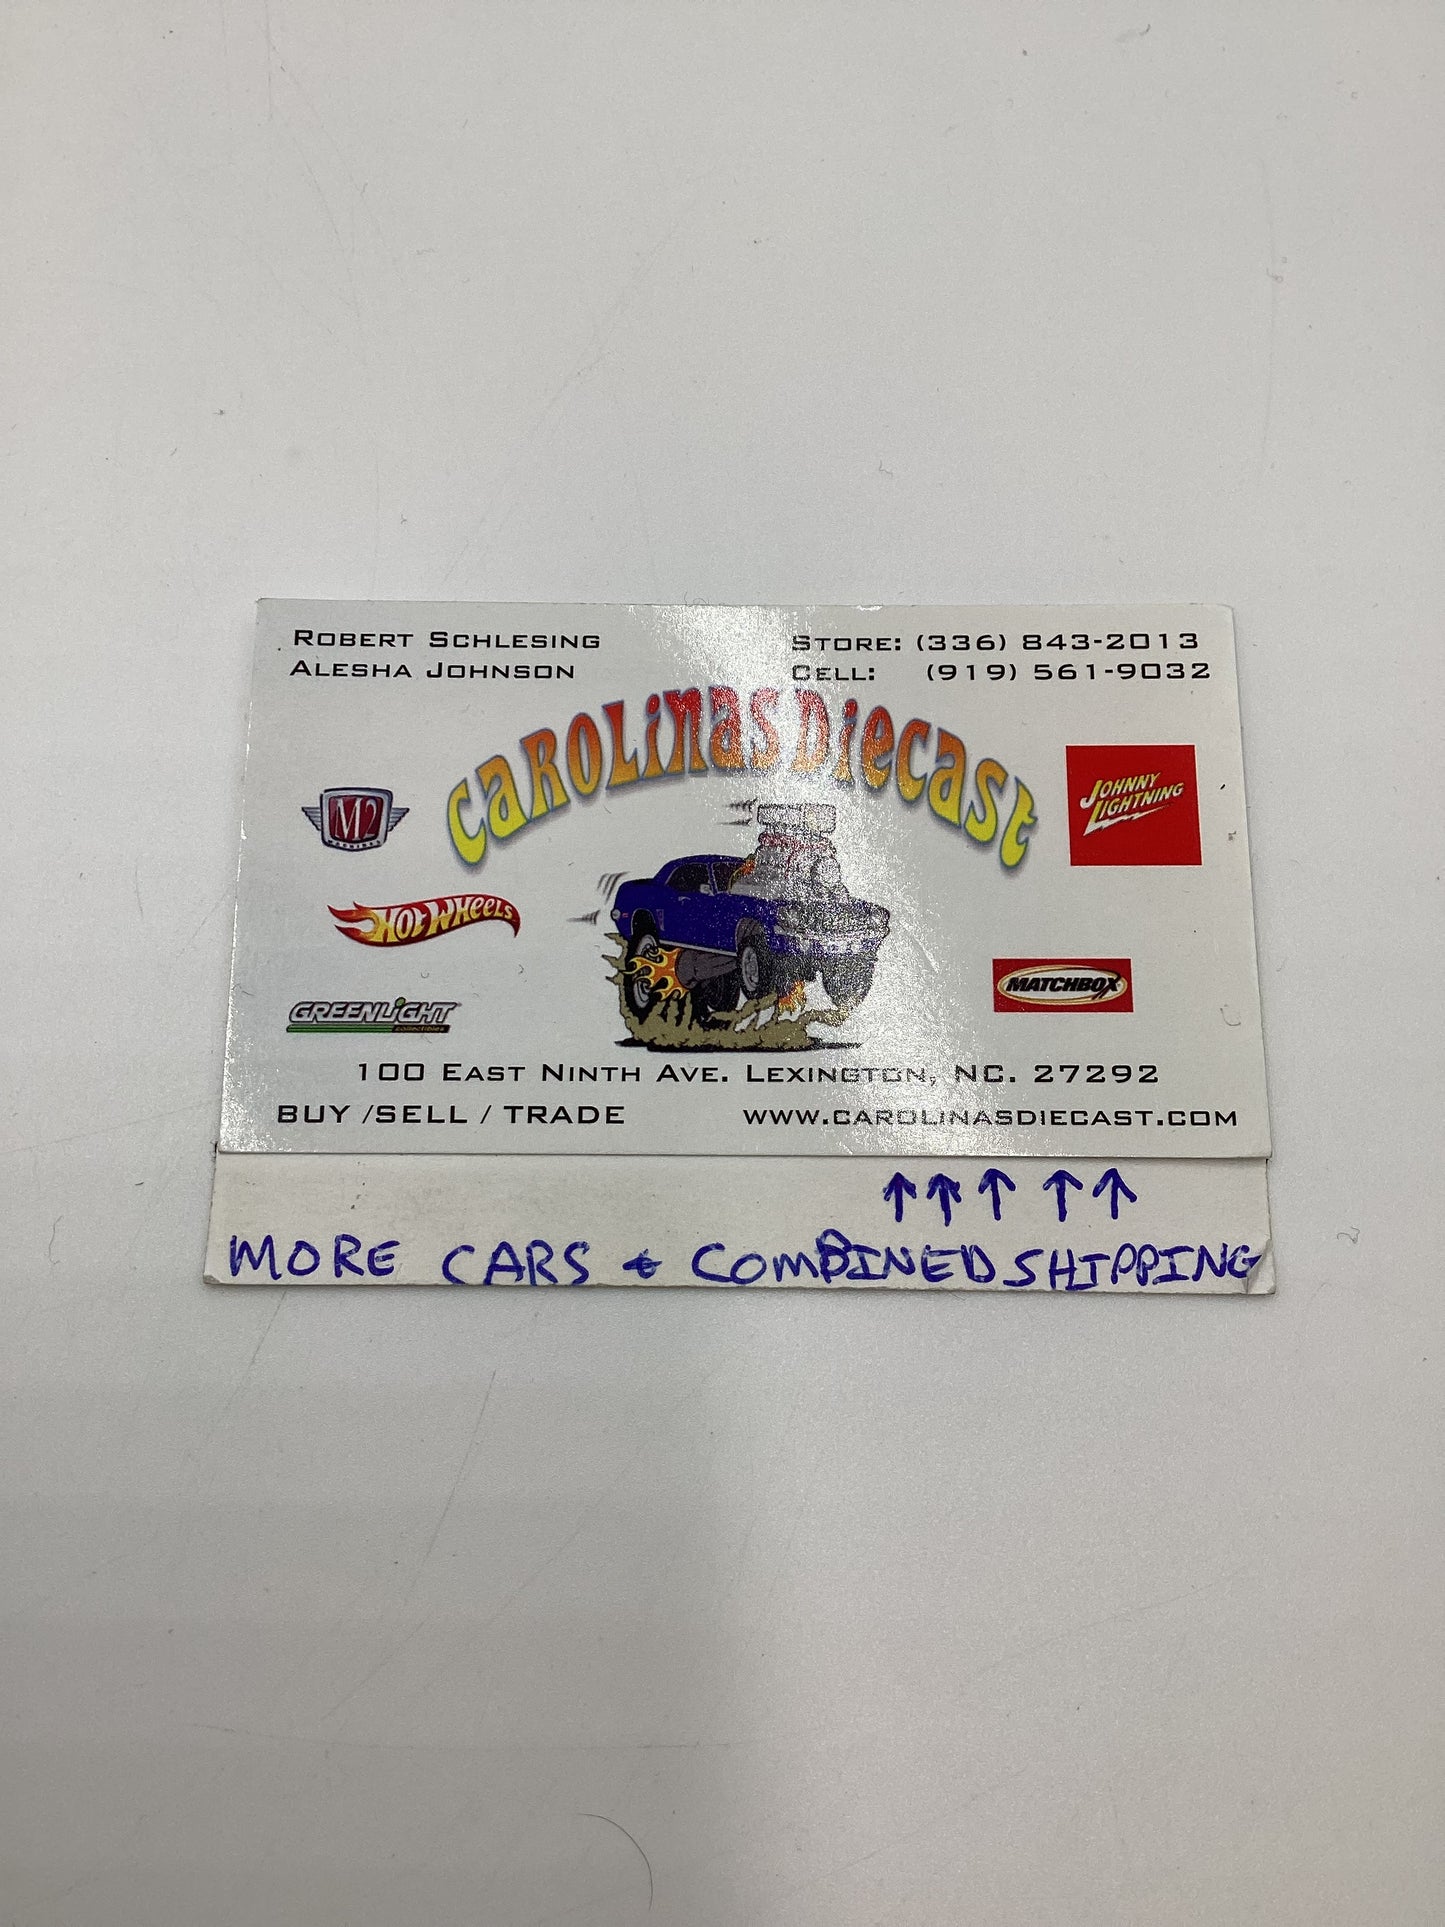 ROBERT SCHLESING
ALESHA JOHNSON
STORE: (336) 843-2013
CELL: (919) 561-9032
CAROLINAS DIECAST
M2
MACHINES
JOHNNY
LIGHTNING
HOT WHEELS
MATCHBOX
GREENLIGHT
collectibles
100 EAST NINTH AVE. LEXINGTON, NC. 27292
BUY /SELL / TRADE
WWW.CAROLINASDIECAST.COM
↑↑↑ ↑↑
MORE CARS & COMBINED SHIPPING